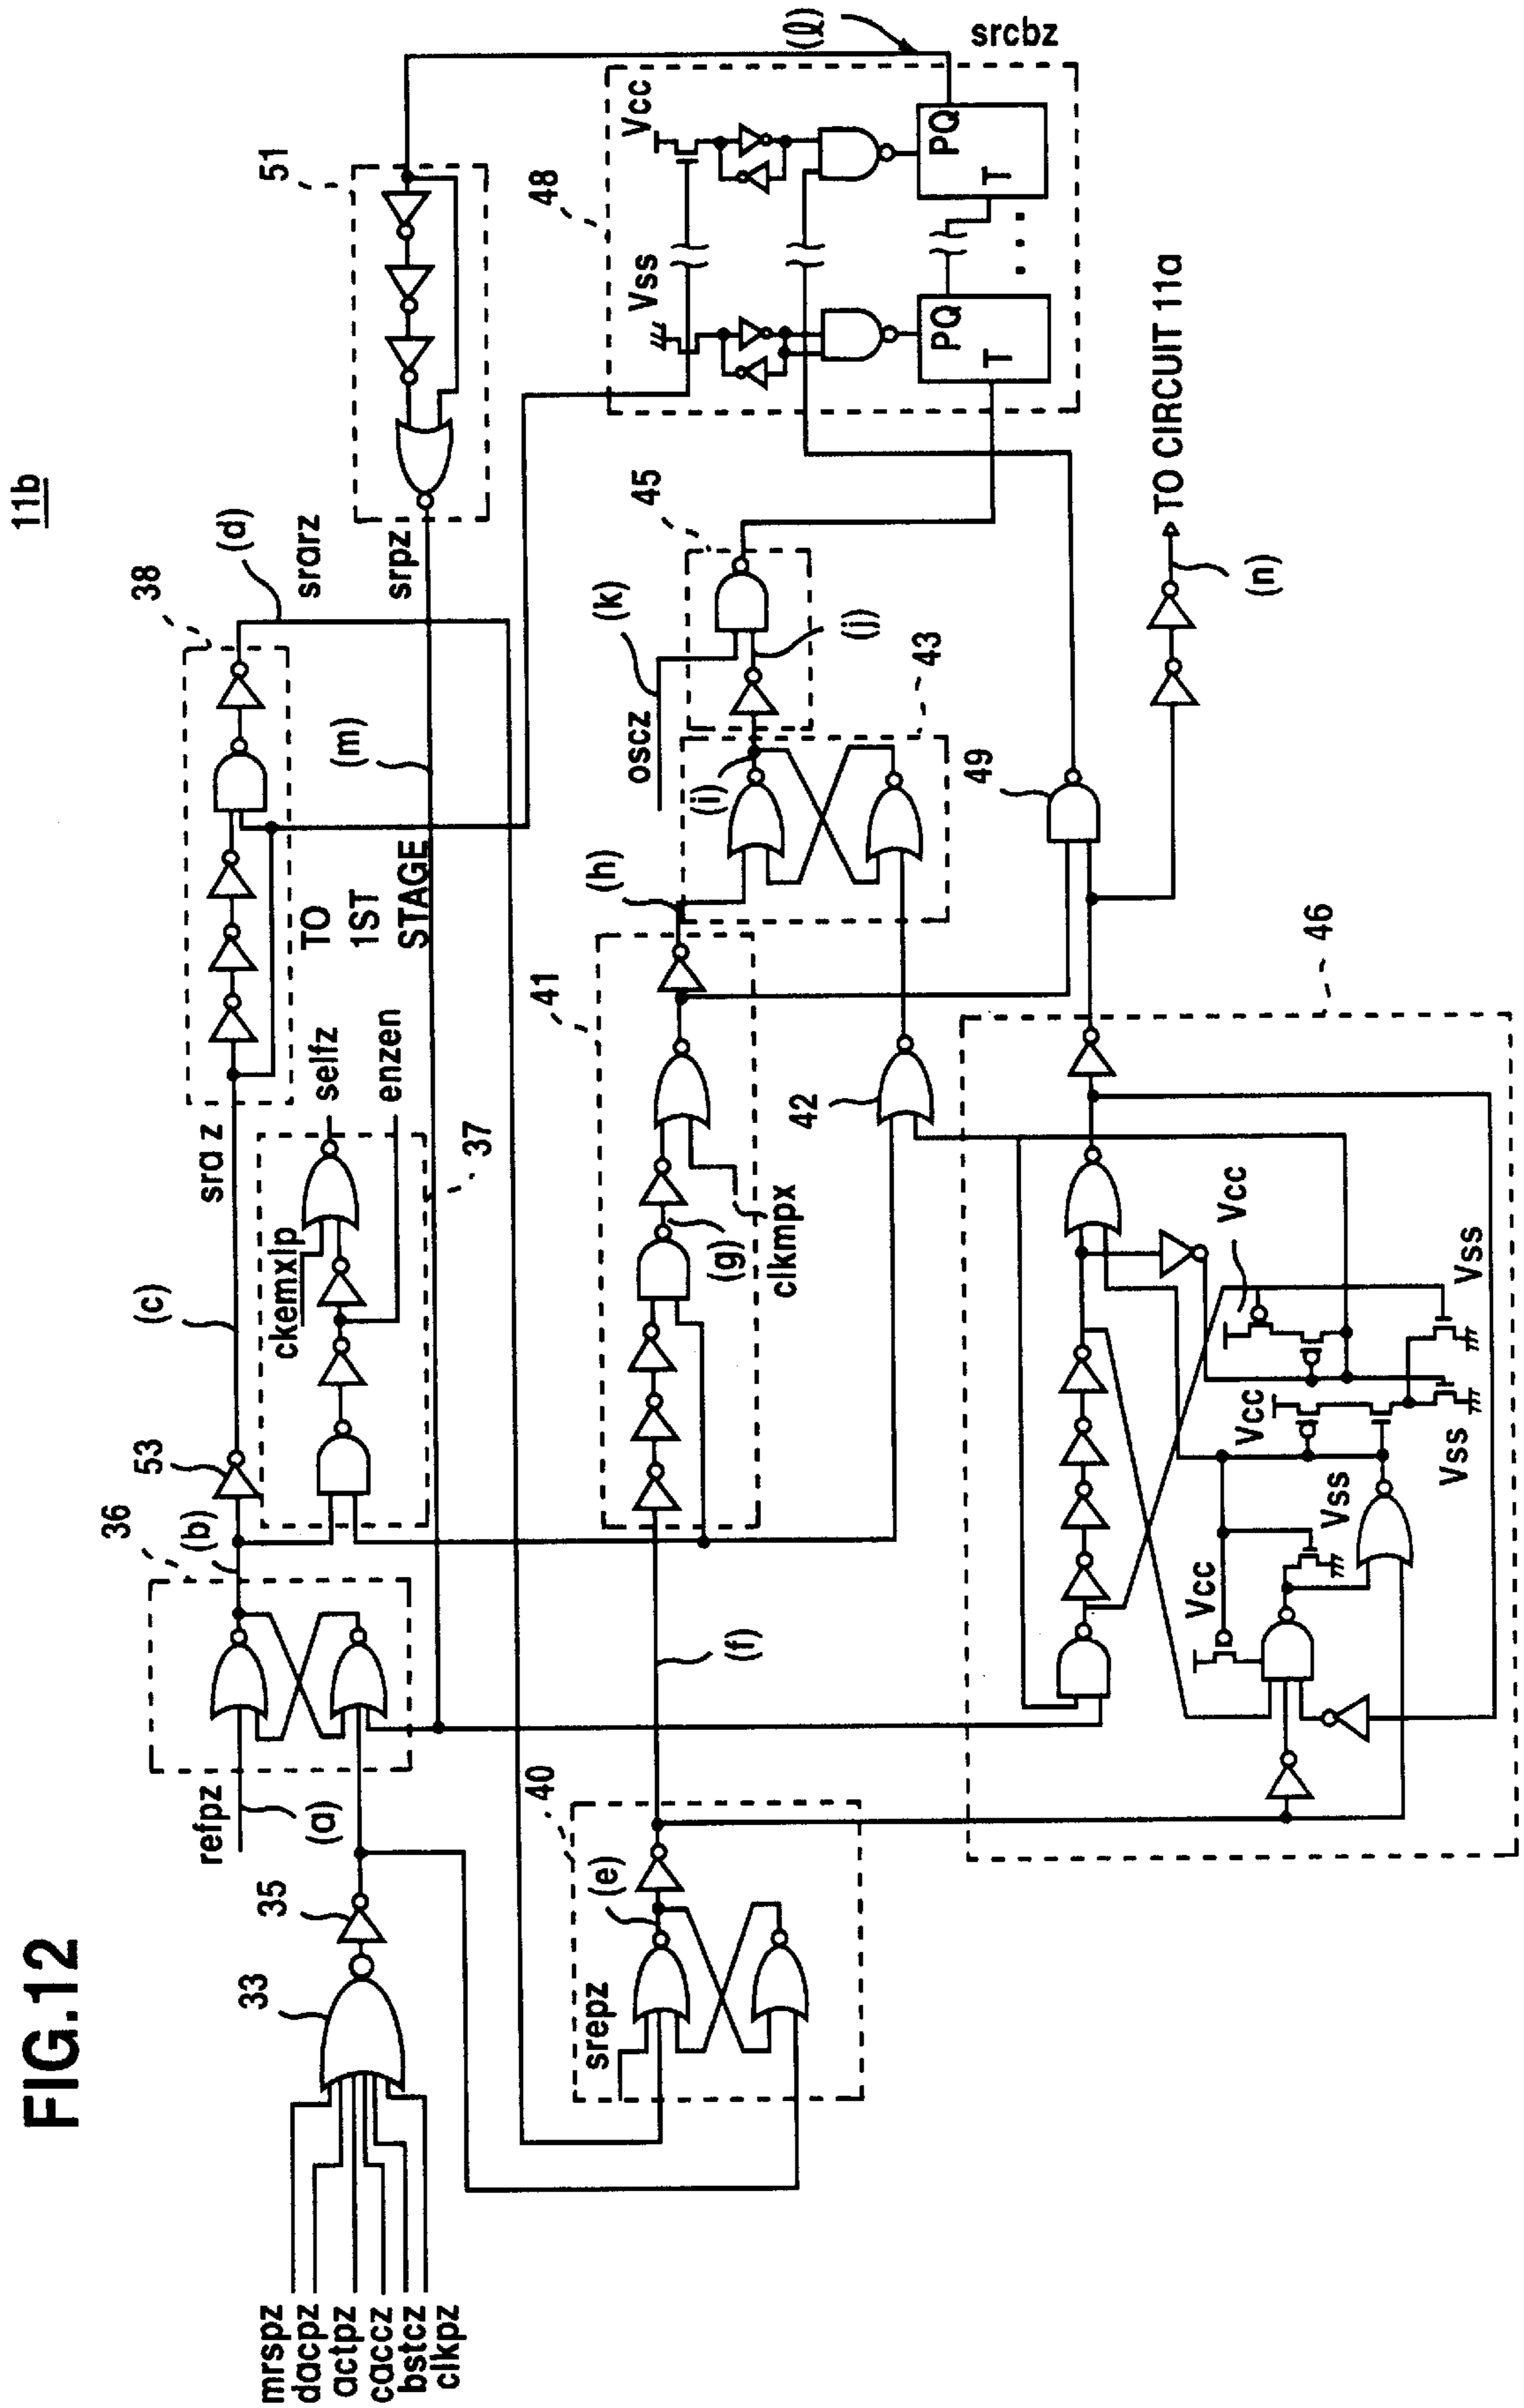 FIG.12
11b
mrspz
dacpz
actpz
caccz
bstcz
clkpz
33
35
refpz
(a)
36
(b)
53
(c)
sra z
38
(d)
srarz
srpz
51
(ℓ)
srcbz
ckemxlp
selfz
enzen
37
TO
1ST
STAGE
(m)
48
Vss
Vcc
PQ
T
PQ
T
. . .
srepz
(e)
40
(f)
41
(g)
clkmpx
(h)
42
oscz
(i)
(j)
(k)
43
45
49
TO CIRCUIT 11a
(n)
46
Vcc
Vss
Vcc
Vss
Vcc
Vss